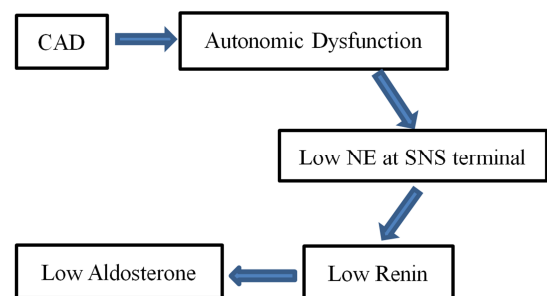 CAD
Autonomic Dysfunction
Low NE at SNS terminal
Low Renin
Low Aldosterone